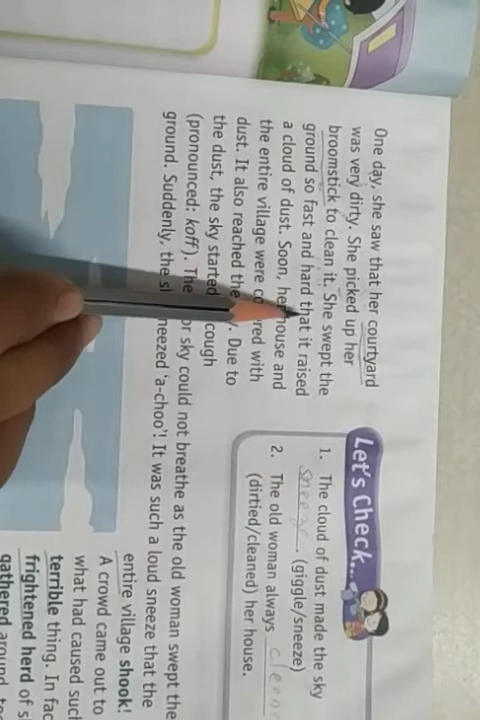 One day, she saw that her courtyard
was very dirty. She picked up her
broomstick to clean it. She swept the
ground so fast and hard that it raised
a cloud of dust. Soon, her house and
the entire village were covered with
dust. It also reached the Due to
the dust, the sky started cough
(pronounced: koff). The sky could not breathe as the old woman swept the
ground. Suddenly, the sneezed 'a-choo'! It was such a loud sneeze that the
entire village shook!
A crowd came out to
what had caused such
terrible thing. In fac
frightened herd of s
gathered around
Let's Check...
1. The cloud of dust made the sky
sneeze. (giggle/sneeze)
2. The old woman always cleane
(dirtied/cleaned) her house.